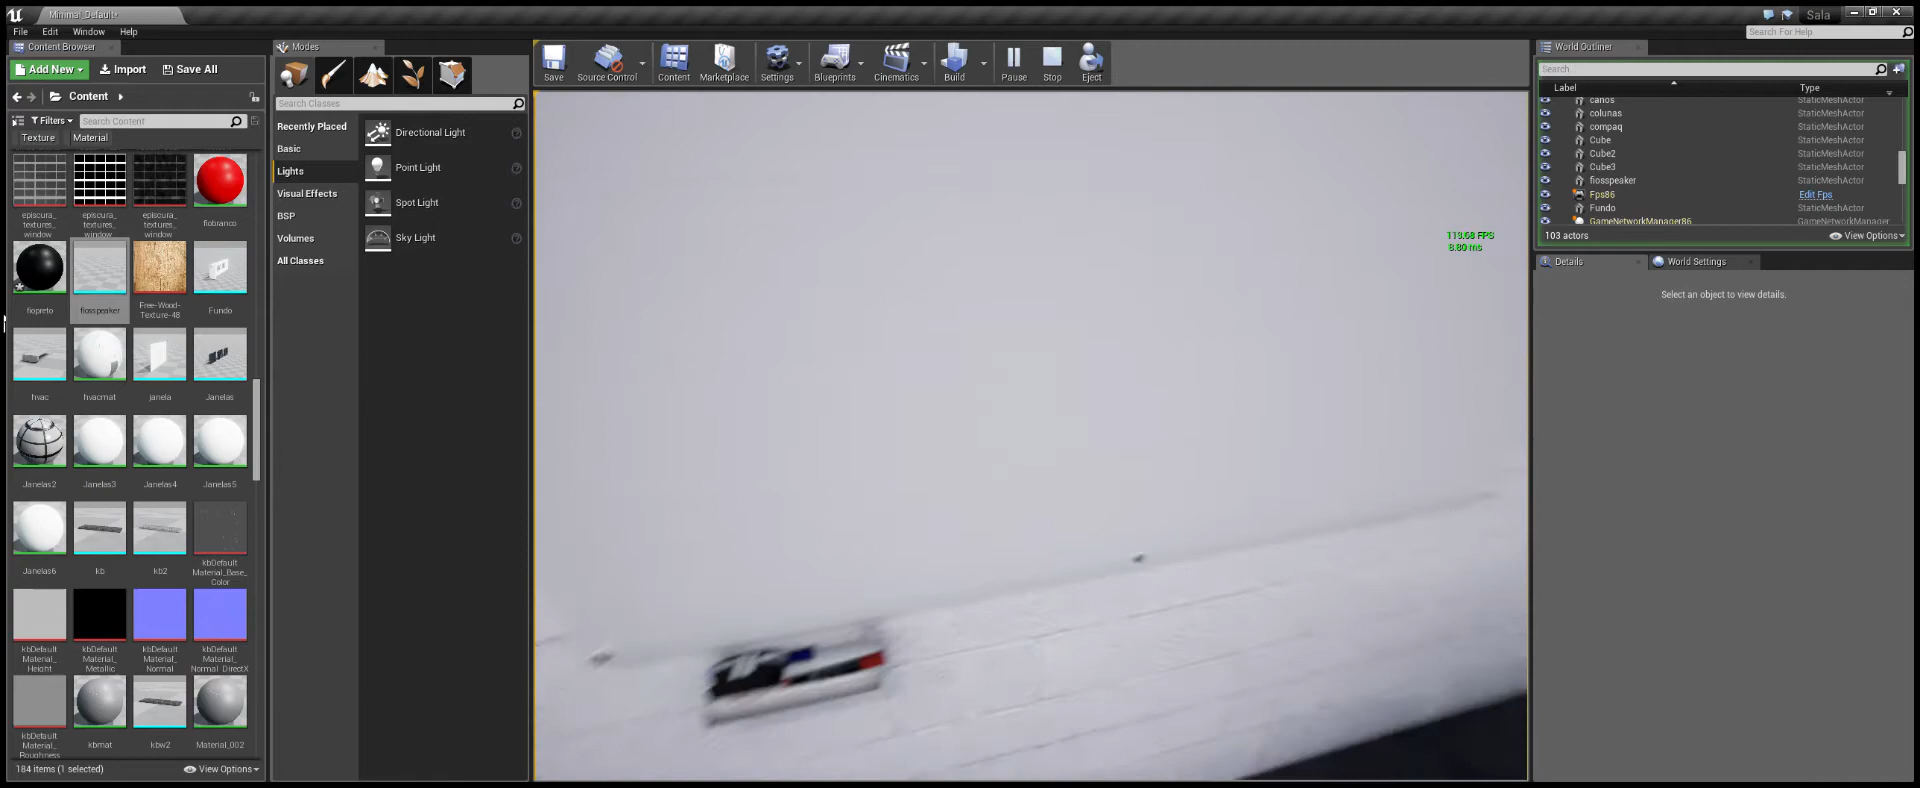 Minimal_Default*
Sala
File Edit Window Help
Search For Help
Content Browser
Modes
World Outliner
Add New Import Save All
Save Source Control Content Marketplace Settings Blueprints Cinematics Build Pause Stop Eject
Search
Content
Label Type
Search Classes
Filters Search Content
Texture Material
Recently Placed
Basic
Lights
Visual Effects
BSP
Volumes
All Classes
Directional Light
Point Light
Spot Light
Sky Light
canos StaticMeshActor
colunas StaticMeshActor
compaq StaticMeshActor
Cube StaticMeshActor
Cube2 StaticMeshActor
Cube3 StaticMeshActor
fiosspeaker StaticMeshActor
Fps86 Edit Fps
Fundo StaticMeshActor
GameNetworkManager86 GameNetworkManager
103 actors View Options
Details World Settings
Select an object to view details.
113.68 FPS
8.80 ms
episcura_textures_window episcura_textures_window episcura_textures_window fiobranco
fiopreto fiosspeaker Free-Wood-Texture-48 Fundo
hvac hvacmat janela Janelas
Janelas2 Janelas3 Janelas4 Janelas5
Janelas6 kb kb2 kbDefault Material_Base_Color
kbDefault Material_Height kbDefault Material_Metallic kbDefault Material_Normal kbDefault Material_Normal_DirectX
kbDefault Material_Roughness kbmat kbw2 Material_002
184 items (1 selected) View Options